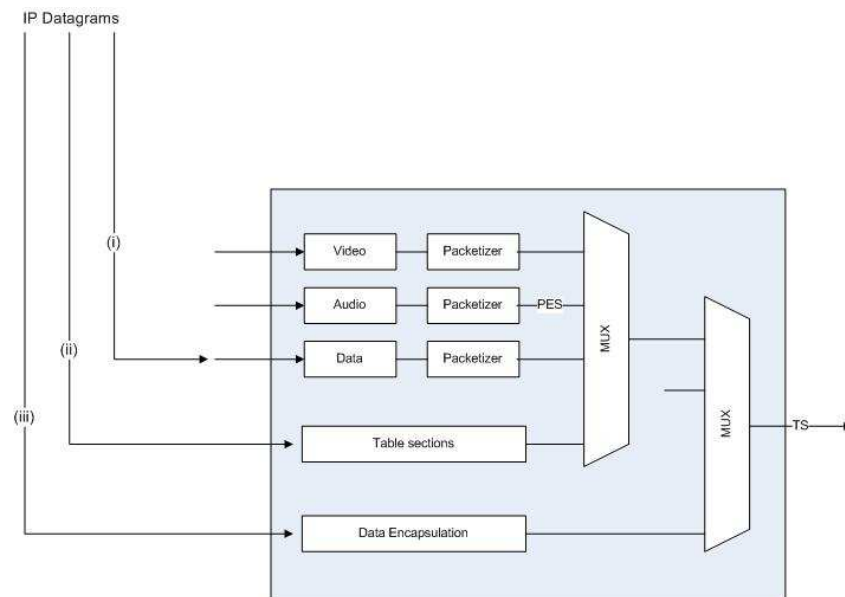 IP Datagrams
(i)
(ii)
(iii)
Video
Packetizer
Audio
Packetizer
PES
Data
Packetizer
MUX
Table sections
MUX
TS
Data Encapsulation